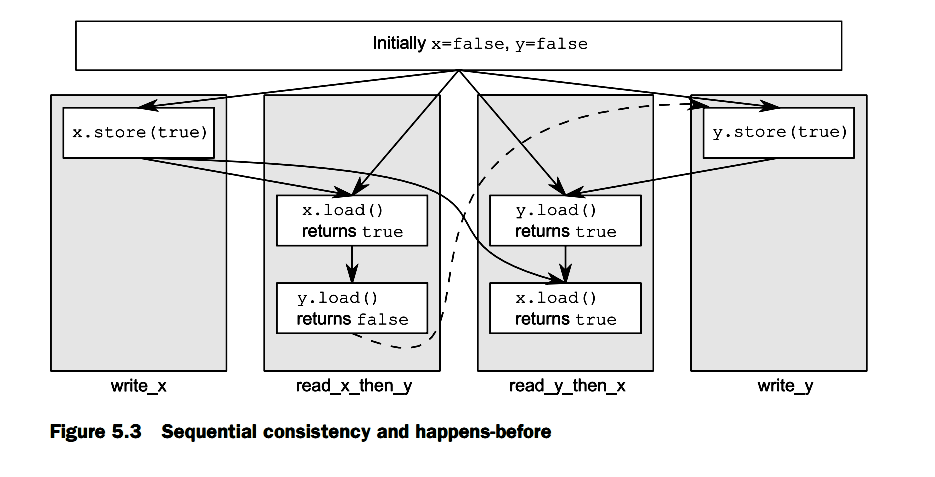 Initially x=false, y=false
x.store(true)
y.store(true)
x.load()
returns true
y.load()
returns true
y.load()
returns false
x.load()
returns true
write_x
read_x_then_y
read_y_then_x
write_y
Figure 5.3 Sequential consistency and happens-before